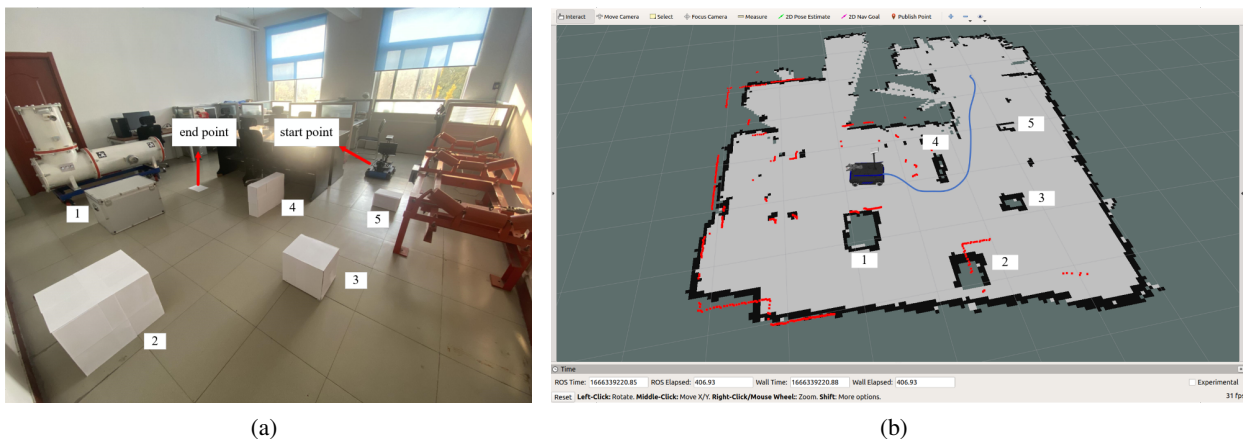 end point
start point
1
4
5
3
2
Interact Move Camera Select Focus Camera Measure 2D Pose Estimate 2D Nav Goal Publish Point
5
4
3
1
2
Time
ROS Time: 1666339220.85 ROS Elapsed: 406.93 Wall Time: 1666339220.88 Wall Elapsed: 406.93 Experimental
Reset Left-Click: Rotate. Middle-Click: Move X/Y. Right-Click/Mouse Wheel: Zoom. Shift: More options. 31 fps
(a)
(b)